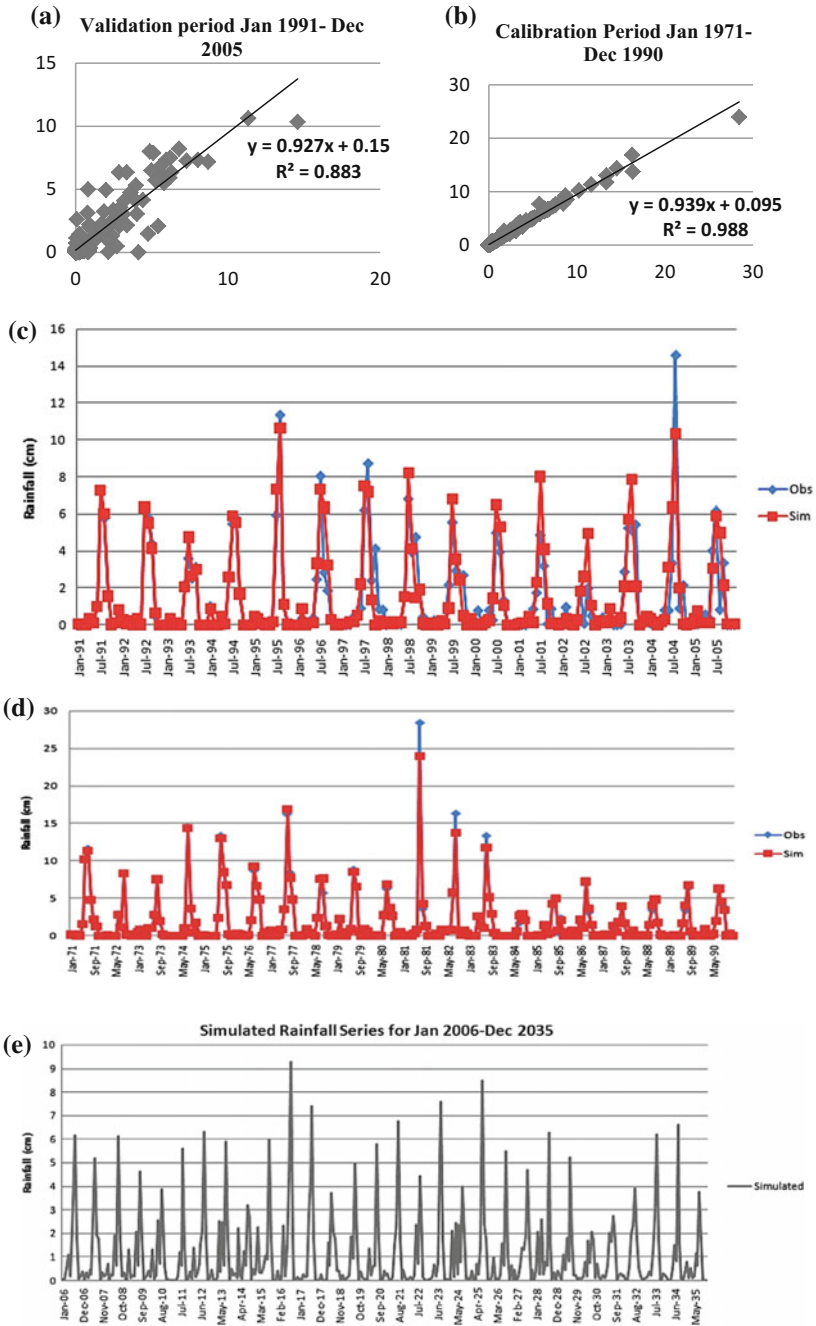 (a)
Validation period Jan 1991- Dec
2005
15
10
5
0
0
10
20
y = 0.927x + 0.15
R² = 0.883
(b)
Calibration Period Jan 1971-
Dec 1990
30
20
10
0
0
10
20
30
y = 0.939x + 0.095
R² = 0.988
(c)
16
14
12
10
8
6
4
2
0
Rainfall (cm)
Jan-91
Jul-91
Jan-92
Jul-92
Jan-93
Jul-93
Jan-94
Jul-94
Jan-95
Jul-95
Jan-96
Jul-96
Jan-97
Jul-97
Jan-98
Jul-98
Jan-99
Jul-99
Jan-00
Jul-00
Jan-01
Jul-01
Jan-02
Jul-02
Jan-03
Jul-03
Jan-04
Jul-04
Jan-05
Jul-05
Obs
Sim
(d)
30
25
20
15
10
5
0
Rainfall (cm)
Jan-71
Sep-71
May-72
Jan-73
Sep-73
May-74
Jan-75
Sep-75
May-76
Jan-77
Sep-77
May-78
Jan-79
Sep-79
May-80
Jan-81
Sep-81
May-82
Jan-83
Sep-83
May-84
Jan-85
Sep-85
May-86
Jan-87
Sep-87
May-88
Jan-89
Sep-89
May-90
Obs
Sim
(e)
Simulated Rainfall Series for Jan 2006-Dec 2035
10
9
8
7
6
5
4
3
2
1
0
Rainfall (cm)
Jan-06
Dec-06
Nov-07
Oct-08
Sep-09
Aug-10
Jul-11
Jun-12
May-13
Apr-14
Mar-15
Feb-16
Jan-17
Dec-17
Nov-18
Oct-19
Sep-20
Aug-21
Jul-22
Jun-23
May-24
Apr-25
Mar-26
Feb-27
Jan-28
Dec-28
Nov-29
Oct-30
Sep-31
Aug-32
Jul-33
Jun-34
May-35
Simulated